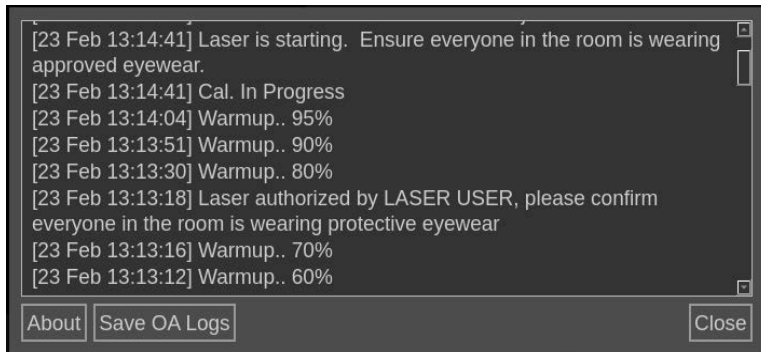 [23 Feb 13:14:41] Laser is starting.  Ensure everyone in the room is wearing
approved eyewear.
[23 Feb 13:14:41] Cal. In Progress
[23 Feb 13:14:04] Warmup.. 95%
[23 Feb 13:13:51] Warmup.. 90%
[23 Feb 13:13:30] Warmup.. 80%
[23 Feb 13:13:18] Laser authorized by LASER USER, please confirm
everyone in the room is wearing protective eyewear
[23 Feb 13:13:16] Warmup.. 70%
[23 Feb 13:13:12] Warmup.. 60%
About Save OA Logs Close